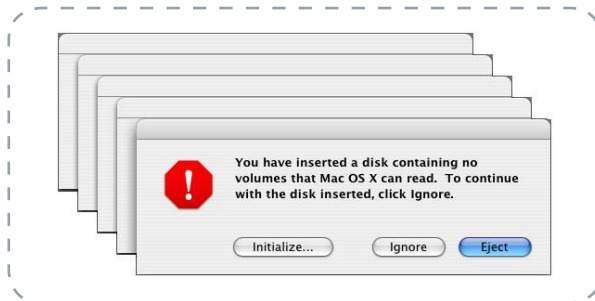 You have inserted a disk containing no
volumes that Mac OS X can read.  To continue
with the disk inserted, click Ignore.
Initialize...
Ignore
Eject